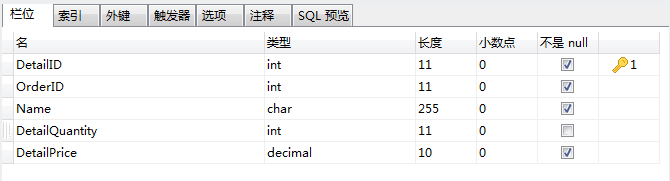 栏位 索引 外键 触发器 选项 注释 SQL 预览
名 类型 长度 小数点 不是 null
DetailID int 11 0 1
OrderID int 11 0
Name char 255 0
DetailQuantity int 11 0
DetailPrice decimal 10 0